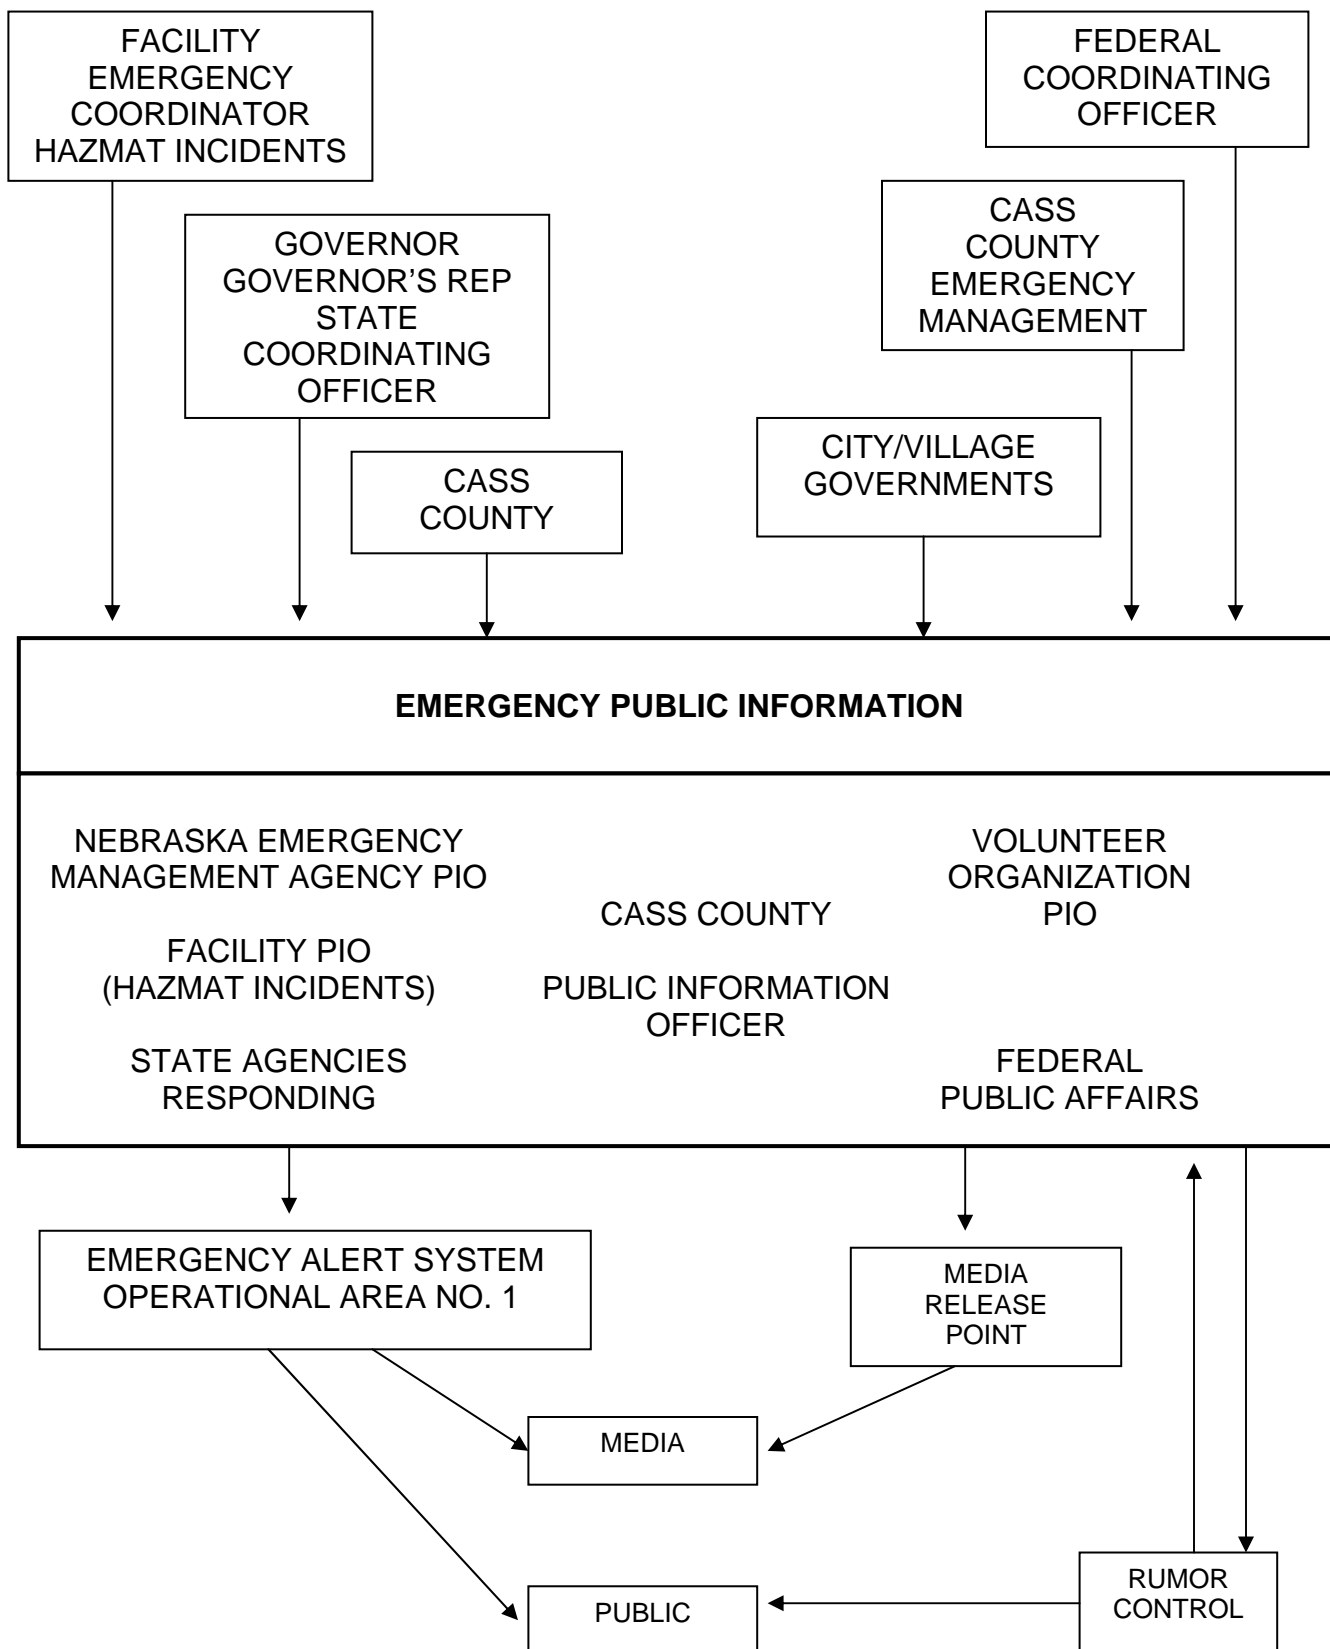 FACILITY
EMERGENCY
COORDINATOR
HAZMAT INCIDENTS
FEDERAL
COORDINATING
OFFICER
GOVERNOR
GOVERNOR’S REP
STATE
COORDINATING
OFFICER
CASS
COUNTY
EMERGENCY
MANAGEMENT
CASS
COUNTY
CITY/VILLAGE
GOVERNMENTS
EMERGENCY PUBLIC INFORMATION
NEBRASKA EMERGENCY
MANAGEMENT AGENCY PIO
FACILITY PIO
(HAZMAT INCIDENTS)
STATE AGENCIES
RESPONDING
CASS COUNTY
PUBLIC INFORMATION
OFFICER
VOLUNTEER
ORGANIZATION
PIO
FEDERAL
PUBLIC AFFAIRS
EMERGENCY ALERT SYSTEM
OPERATIONAL AREA NO. 1
MEDIA
RELEASE
POINT
MEDIA
PUBLIC
RUMOR
CONTROL